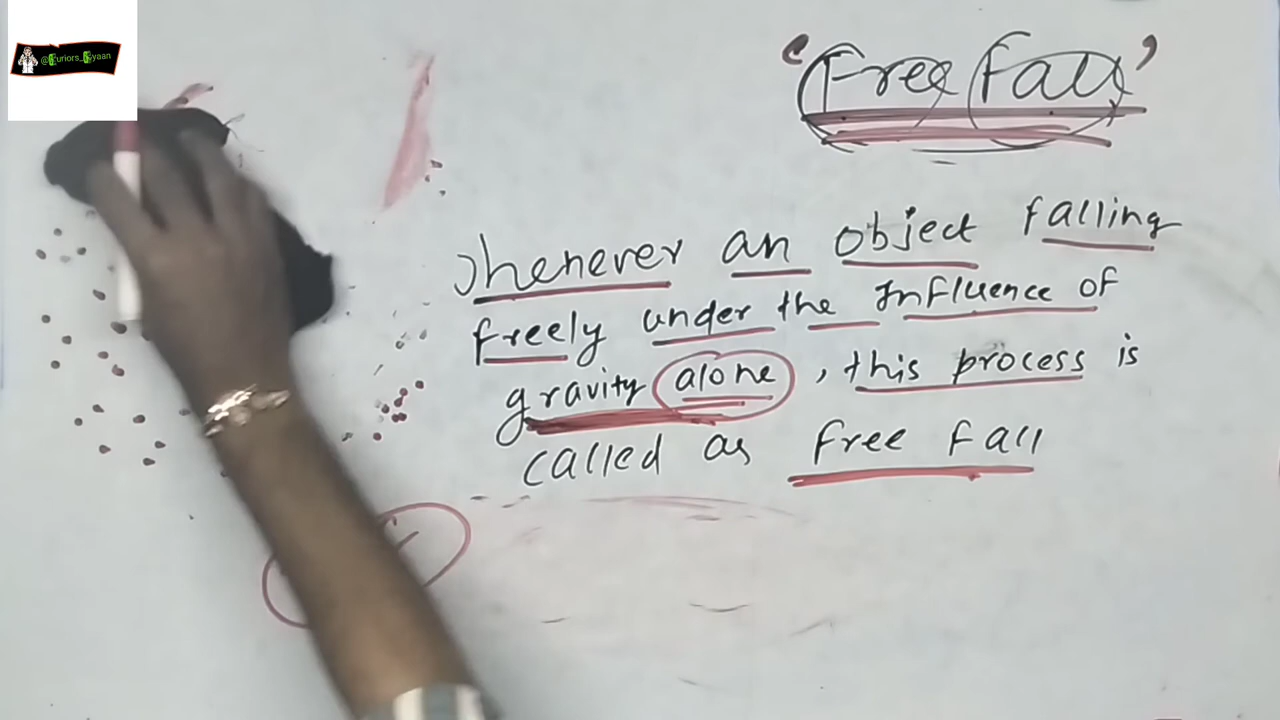 @Curiors_Gyaan
'Free Fall'
Whenever an object falling
freely under the Influence of
gravity alone, this process is
called as free fall